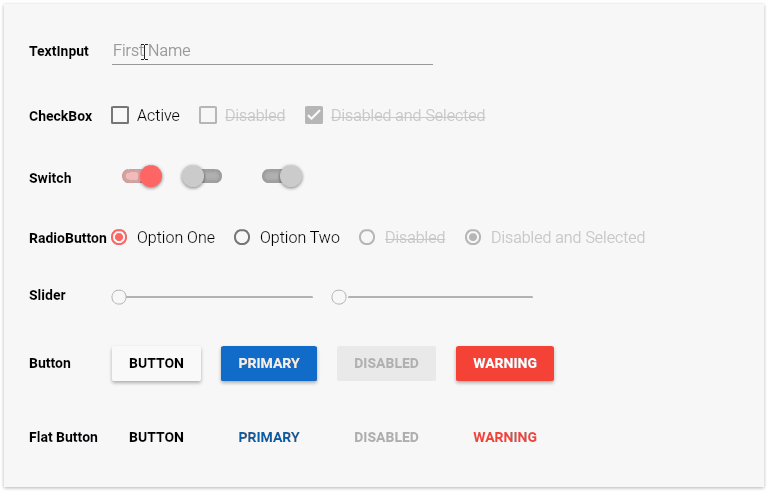 TextInput First Name
CheckBox Active Disabled Disabled and Selected
Switch
RadioButton Option One Option Two Disabled Disabled and Selected
Slider
Button BUTTON PRIMARY DISABLED WARNING
Flat Button BUTTON PRIMARY DISABLED WARNING